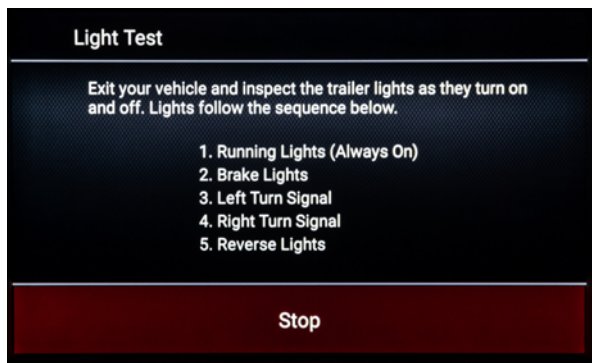 Light Test
Exit your vehicle and inspect the trailer lights as they turn on
and off. Lights follow the sequence below.
1. Running Lights (Always On)
2. Brake Lights
3. Left Turn Signal
4. Right Turn Signal
5. Reverse Lights
Stop